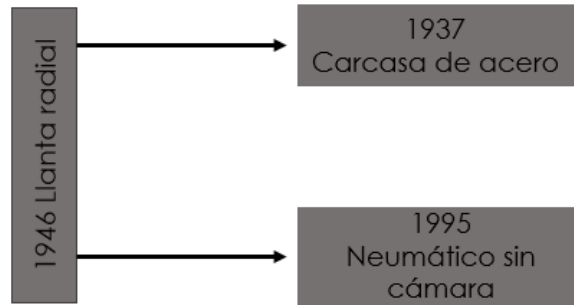 1946 Llanta radial
1937
Carcasa de acero
1995
Neumático sin
cámara